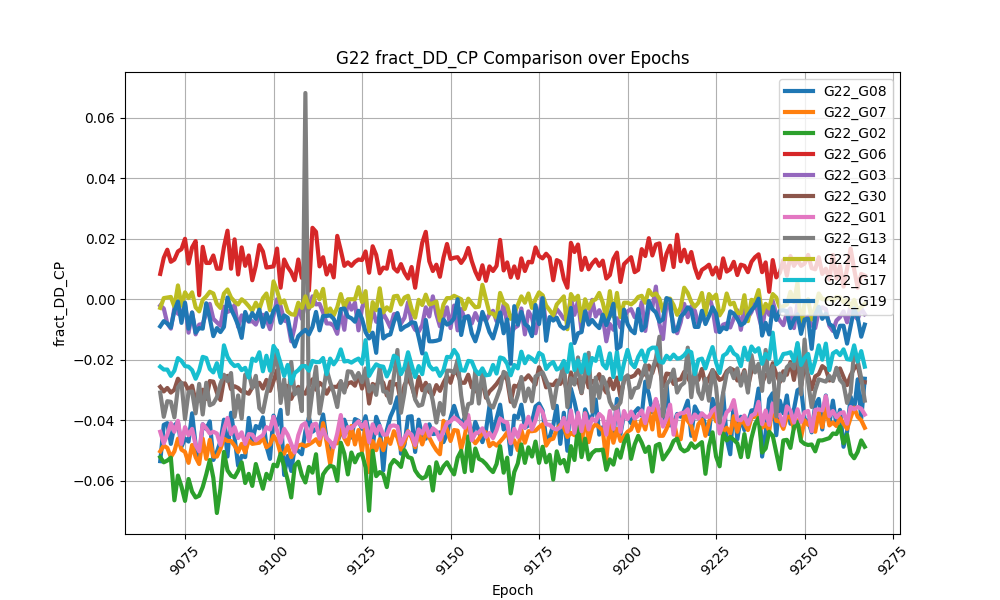 G22 fract_DD_CP Comparison over Epochs
fract_DD_CP
0.06
0.04
0.02
0.00
−0.02
−0.04
−0.06
G22_G08
G22_G07
G22_G02
G22_G06
G22_G03
G22_G30
G22_G01
G22_G13
G22_G14
G22_G17
G22_G19
9075
9100
9125
9150
9175
9200
9225
9250
9275
Epoch